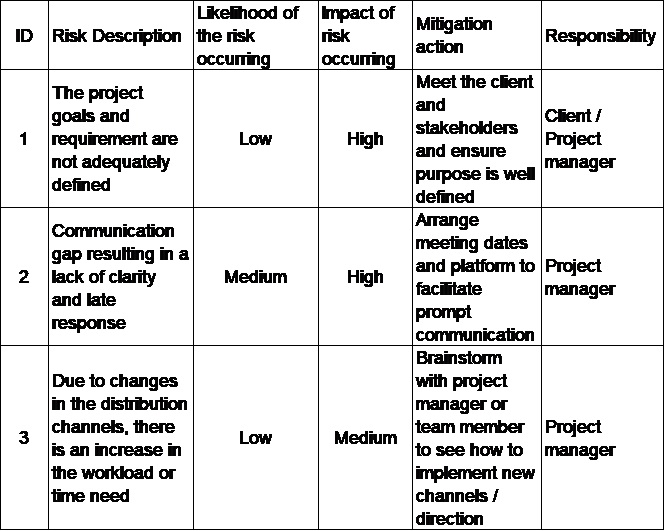 ID
Risk Description
Likelihood of
the risk
occurring
Impact of
risk
occurring
Mitigation
action
Responsibility
1
The project
goals and
requirement are
not adequately
defined
Low
High
Meet the client
and
stakeholders
and ensure
purpose is well
defined
Client /
Project
manager
2
Communication
gap resulting in a
lack of clarity
and late
response
Medium
High
Arrange
meeting dates
and platform to
facilitate
prompt
communication
Project
manager
3
Due to changes
in the distribution
channels, there
is an increase in
the workload or
time need
Low
Medium
Brainstorm
with project
manager or
team member
to see how to
implement new
channels /
direction
Project
manager